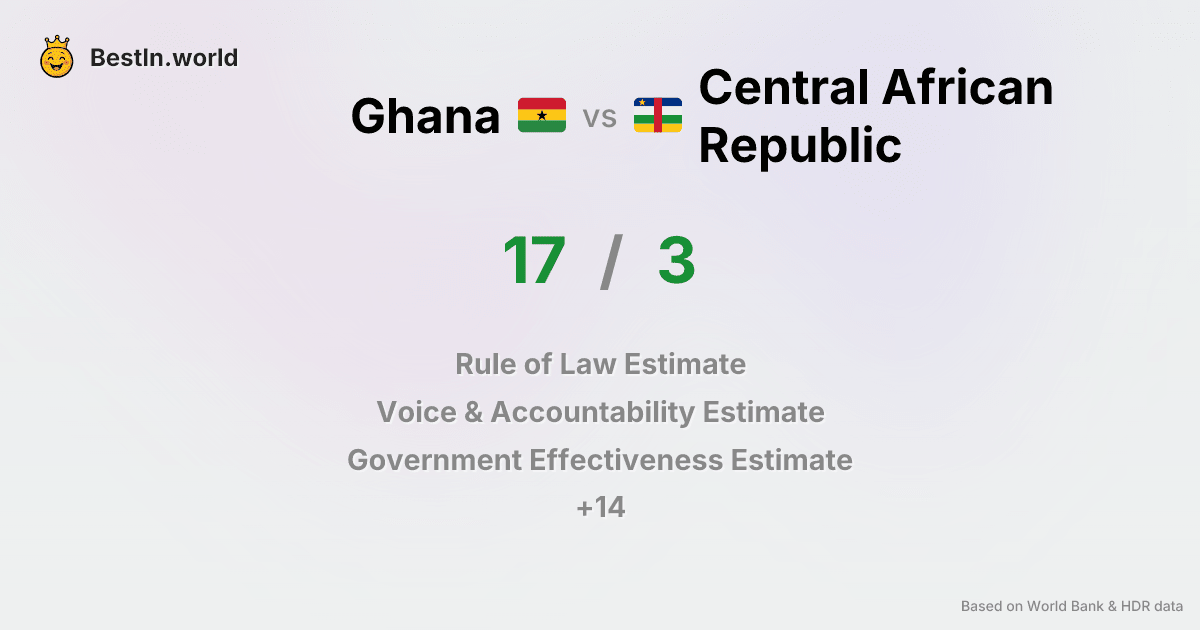 BestIn.world
Ghana vs Central African
Republic
17 / 3
Rule of Law Estimate
Voice & Accountability Estimate
Government Effectiveness Estimate
+14
Based on World Bank & HDR data